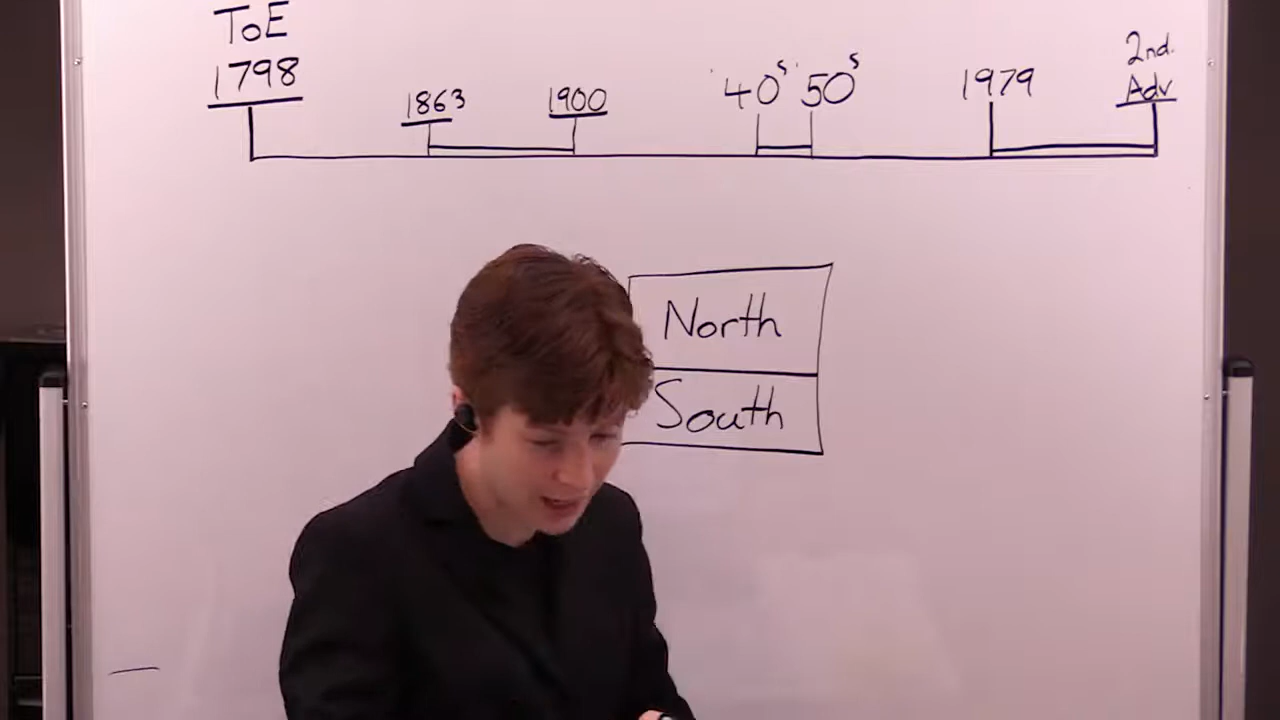 ToE
1798
1863
1900
'40s '50s
1979
2nd.
Adv
North
South